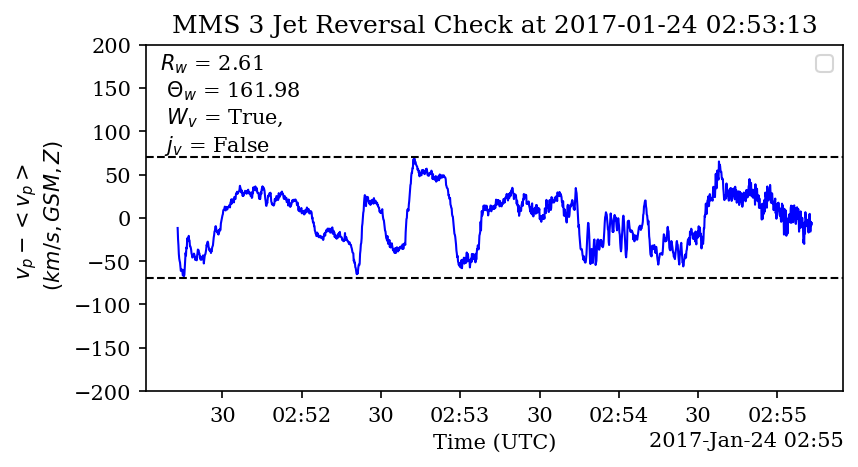 MMS 3 Jet Reversal Check at 2017-01-24 02:53:13
200
150
100
50
0
−50
−100
−150
−200
R_w = 2.61
Θ_w = 161.98
W_v = True,
j_v = False
v_p − < v_p >
(km/s, GSM, Z)
30 02:52 30 02:53 30 02:54 30 02:55
Time (UTC)
2017-Jan-24 02:55